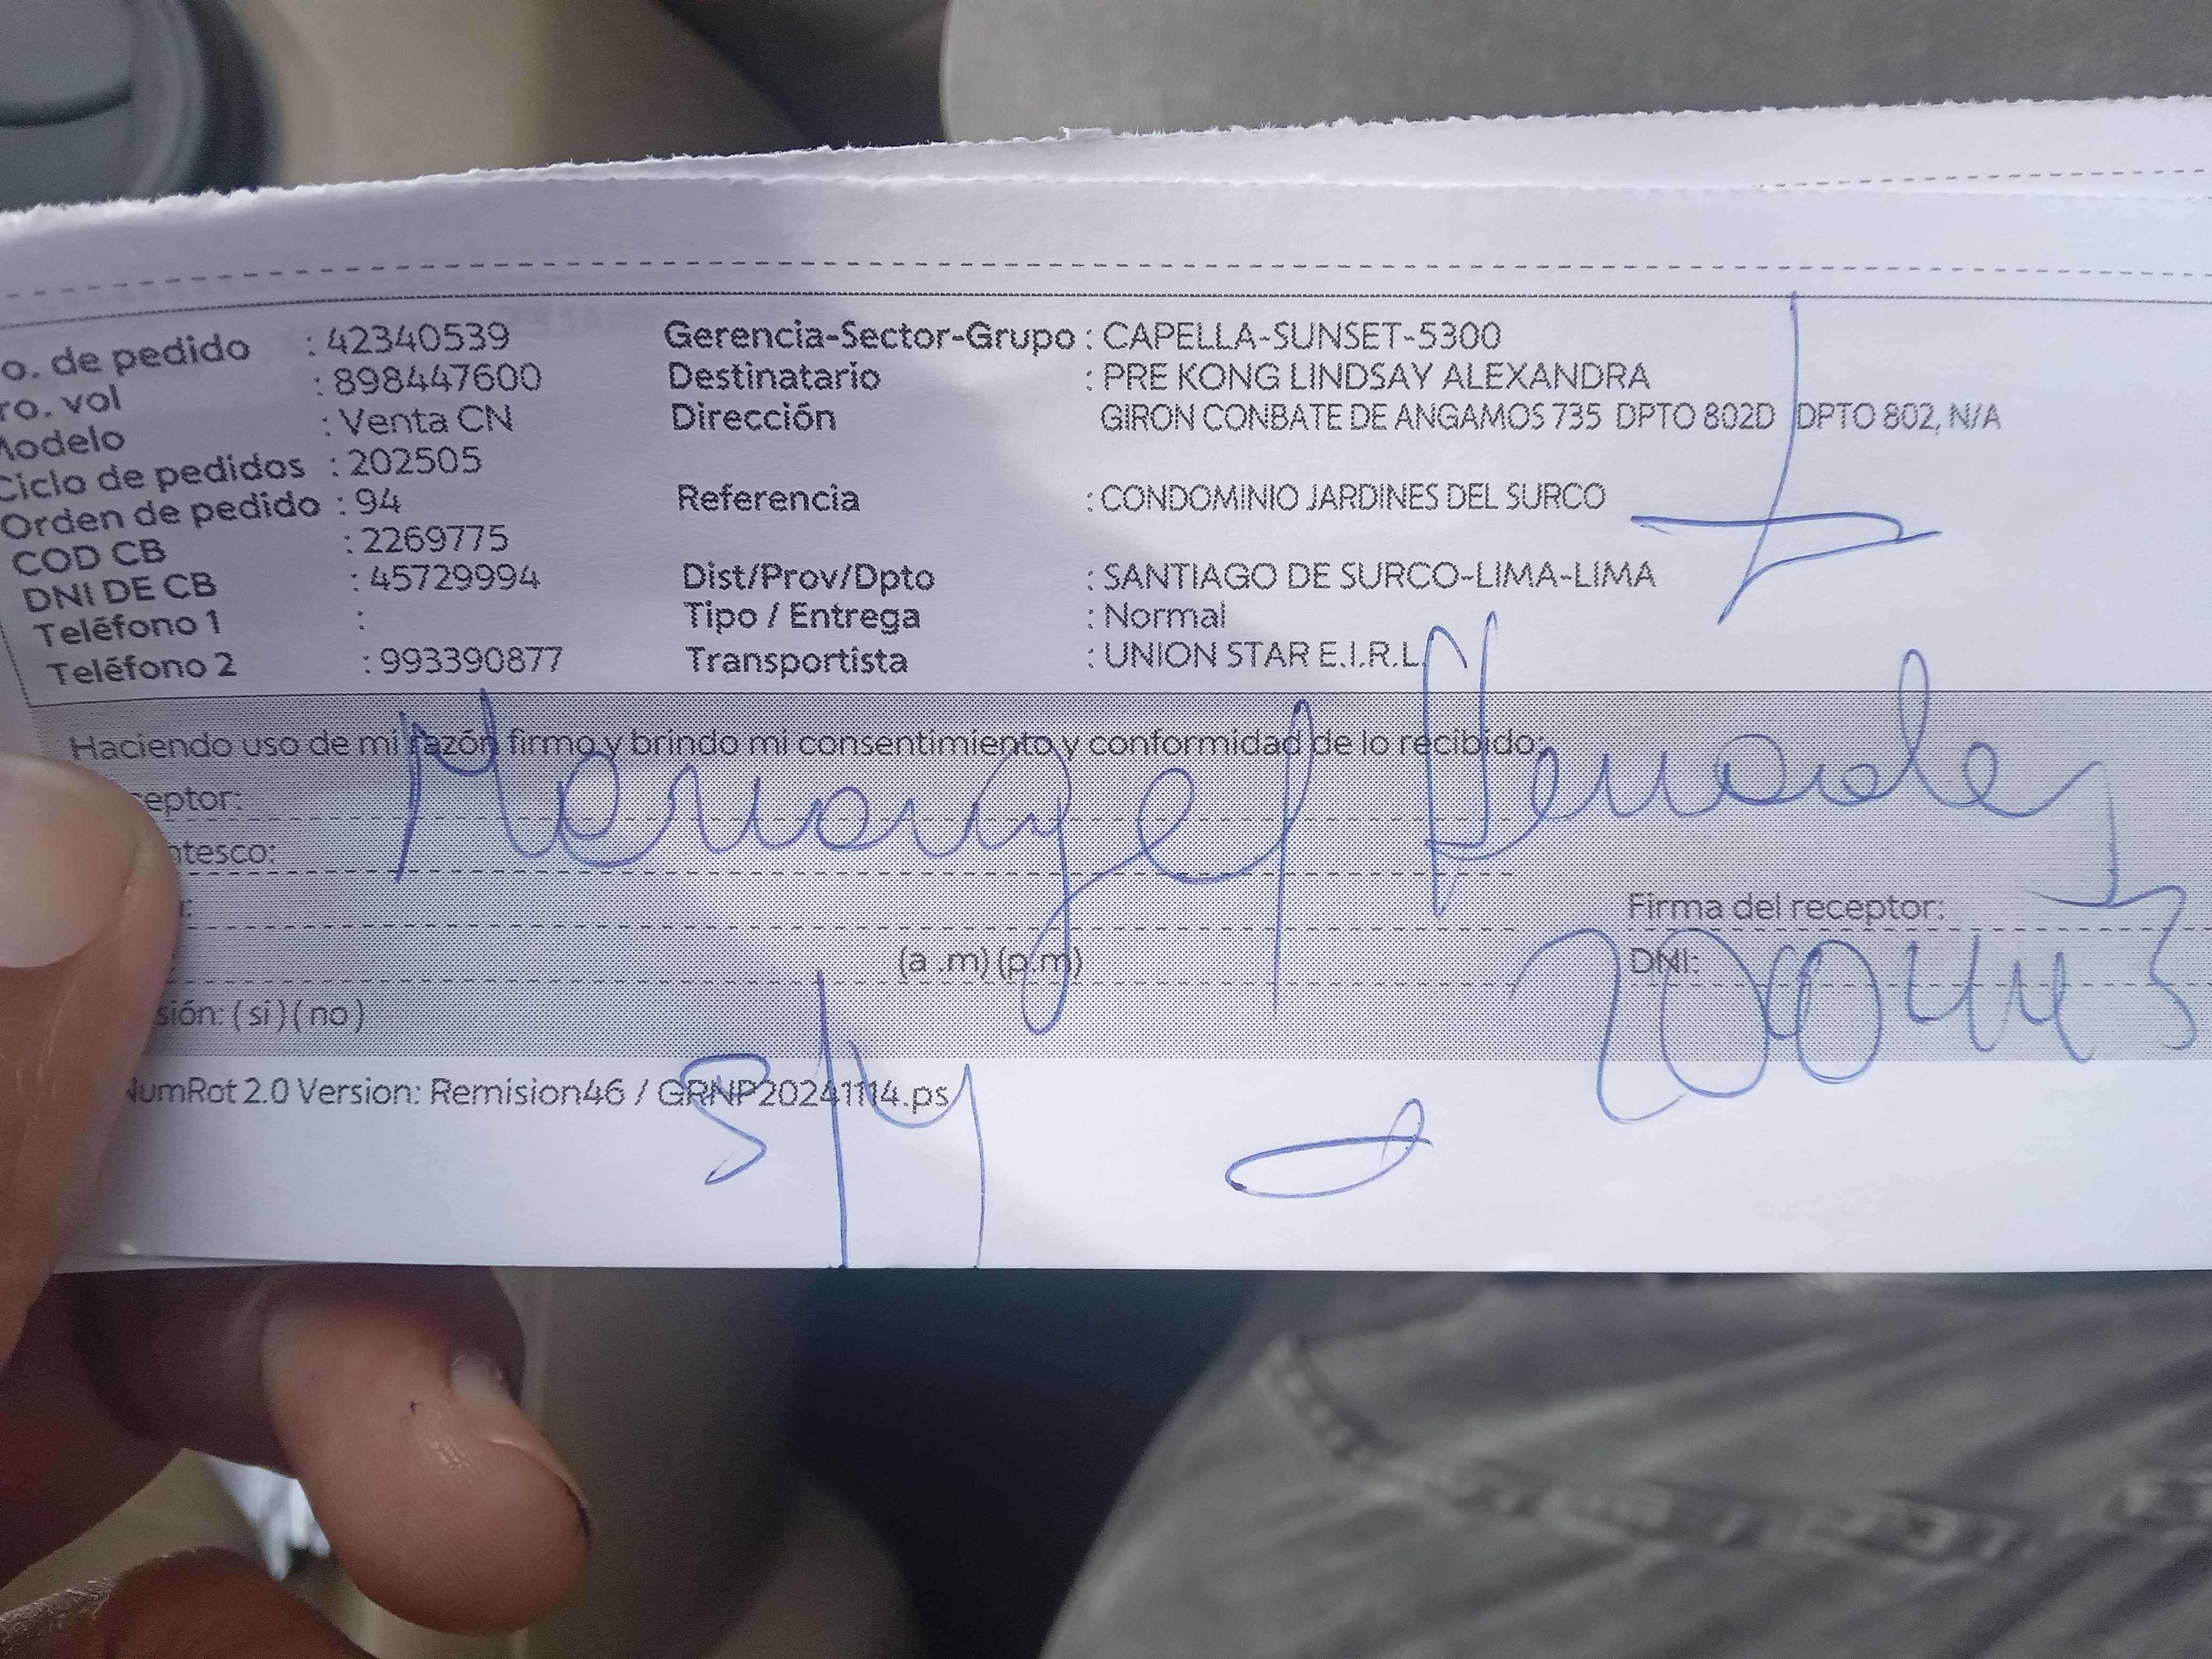 o. de pedido : 42340539
ro. vol : 898447600
Modelo : Venta CN
Ciclo de pedidos : 202505
Orden de pedido : 94
COD CB : 2269775
DNI DE CB : 45729994
Teléfono 1 :
Teléfono 2 : 993390877
Gerencia-Sector-Grupo : CAPELLA-SUNSET-5300
Destinatario : PRE KONG LINDSAY ALEXANDRA
Dirección GIRON CONBATE DE ANGAMOS 735 DPTO 802D DPTO 802, N/A
Referencia : CONDOMINIO JARDINES DEL SURCO
Dist/Prov/Dpto : SANTIAGO DE SURCO-LIMA-LIMA
Tipo / Entrega : Normal
Transportista : UNION STAR E.I.R.L.
Haciendo uso de mi razón firmo y brindo mi consentimiento y conformidad de lo recibido:
ceptor:
ntesco:
Firma del receptor:
(a .m) (p.m)
DNI:
sión: ( si ) ( no )
NumRot 2.0 Version: Remision46 / GRNP20241114.ps